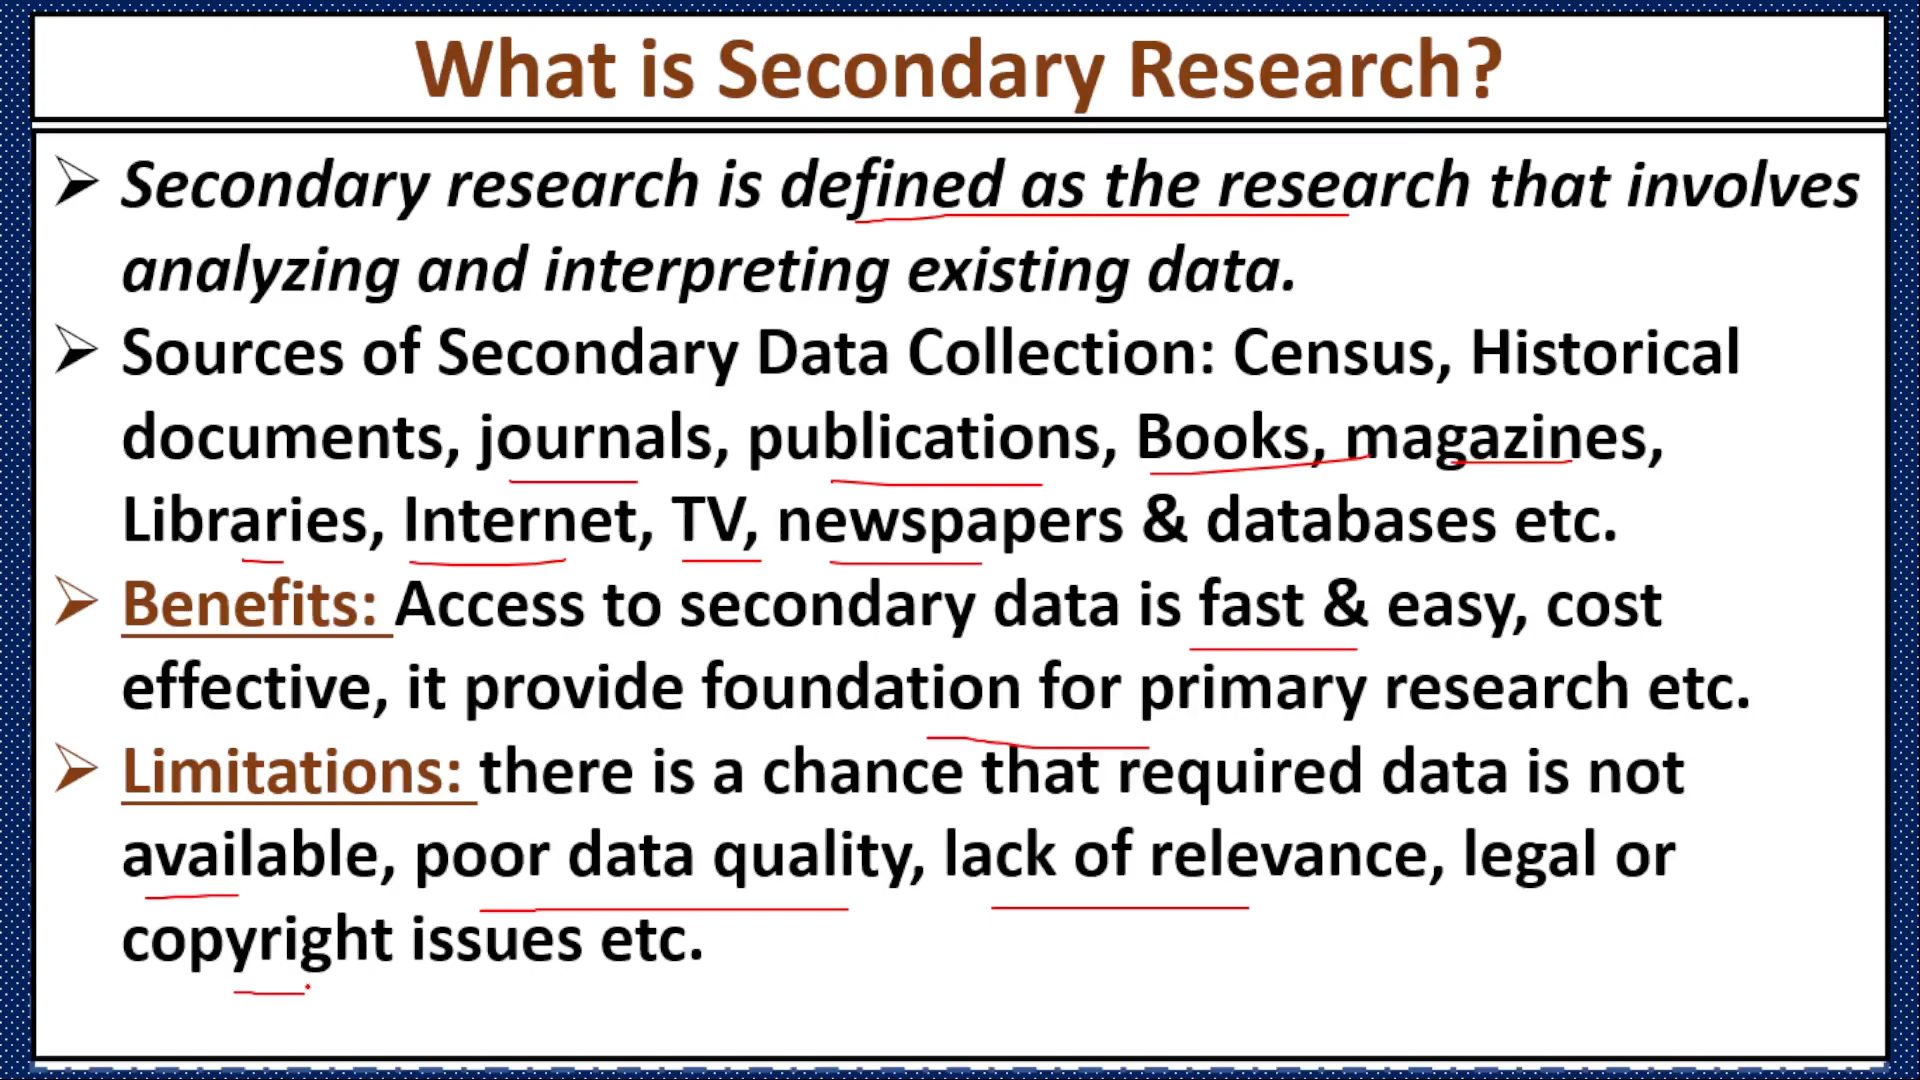 What is Secondary Research?
Secondary research is defined as the research that involves
analyzing and interpreting existing data.
Sources of Secondary Data Collection: Census, Historical
documents, journals, publications, Books, magazines,
Libraries, Internet, TV, newspapers & databases etc.
Benefits: Access to secondary data is fast & easy, cost
effective, it provide foundation for primary research etc.
Limitations: there is a chance that required data is not
available, poor data quality, lack of relevance, legal or
copyright issues etc.